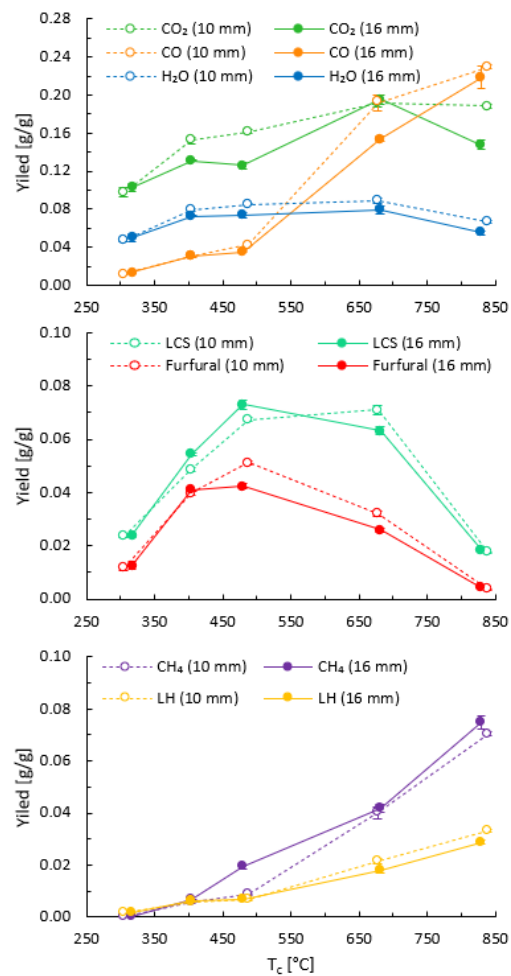 CO₂ (10 mm) CO₂ (16 mm)
CO (10 mm) CO (16 mm)
H₂O (10 mm) H₂O (16 mm)
Yiled [g/g]
0.28
0.24
0.20
0.16
0.12
0.08
0.04
0.00
250 350 450 550 650 750 850
LCS (10 mm) LCS (16 mm)
Furfural (10 mm) Furfural (16 mm)
Yield [g/g]
0.10
0.08
0.06
0.04
0.02
0.00
250 350 450 550 650 750 850
CH₄ (10 mm) CH₄ (16 mm)
LH (10 mm) LH (16 mm)
Yiled [g/g]
0.10
0.08
0.06
0.04
0.02
0.00
250 350 450 550 650 750 850
T_c [°C]